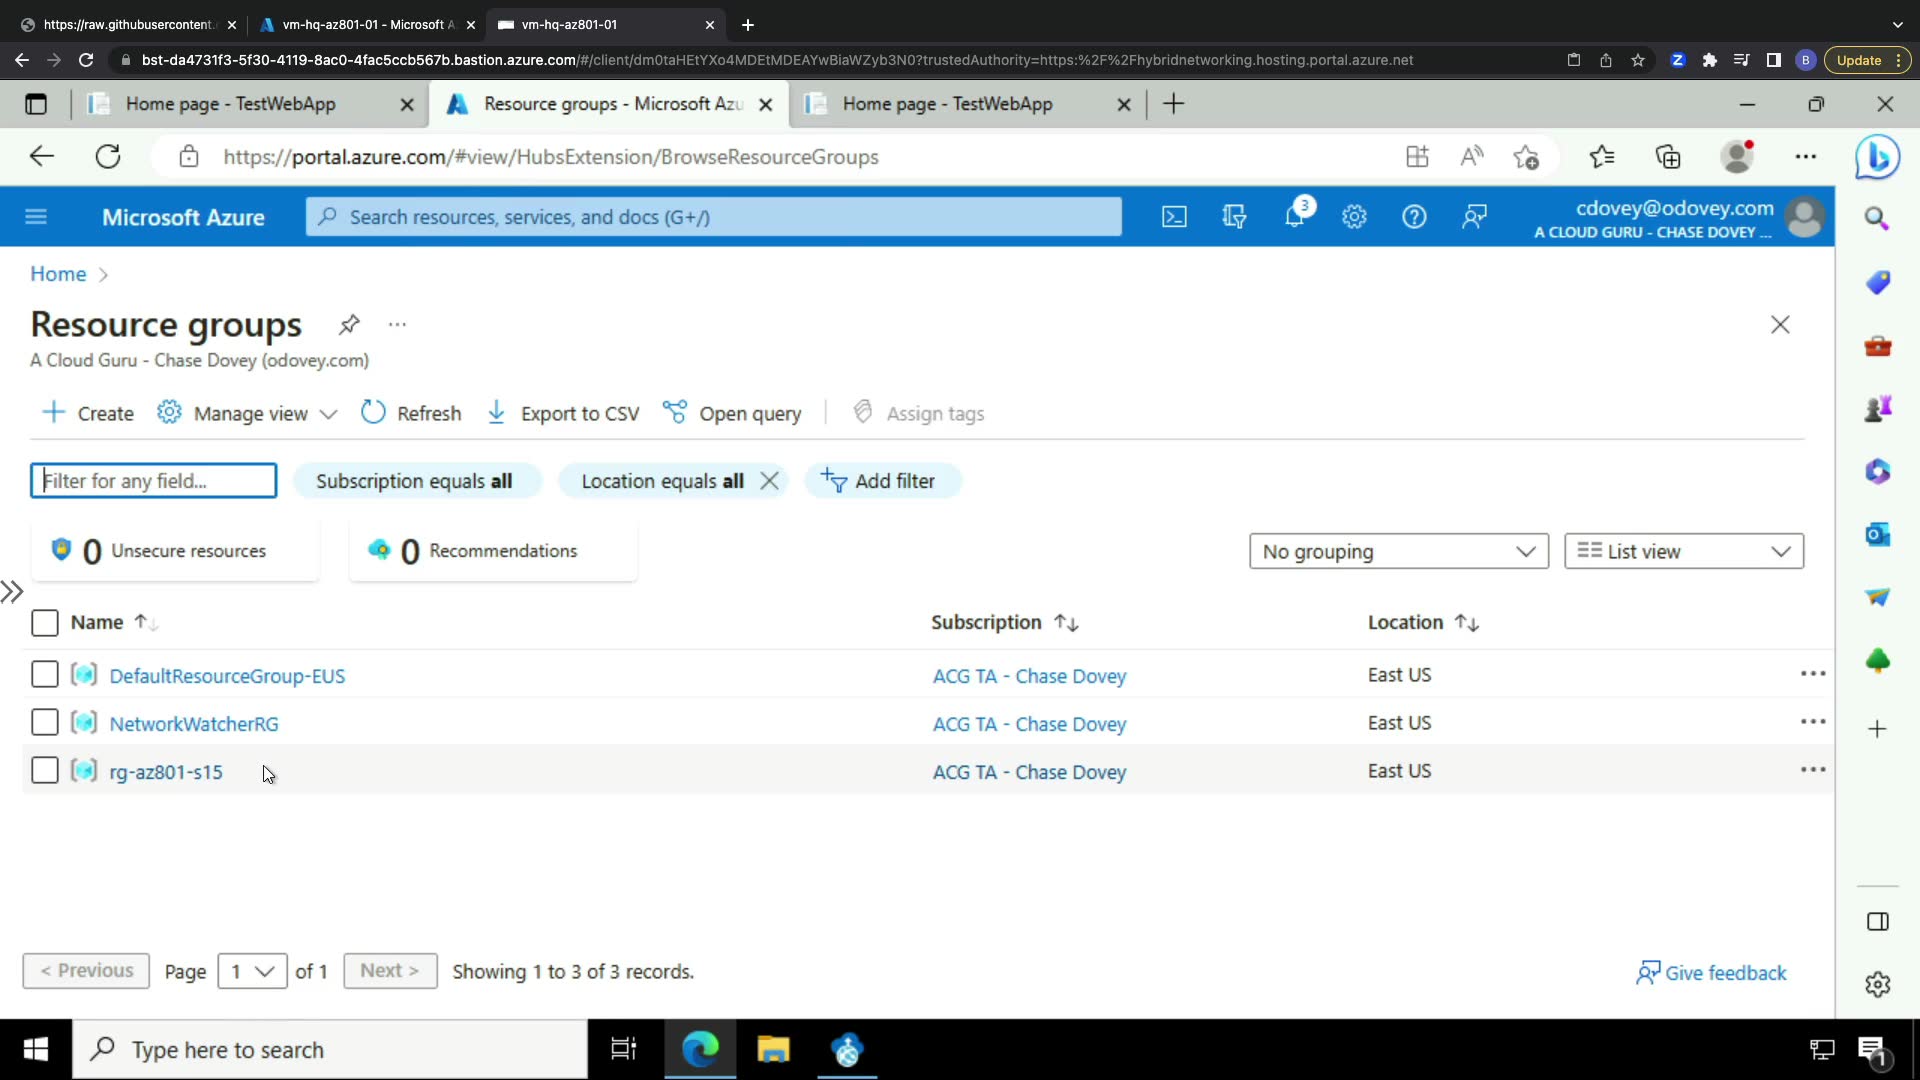 https://raw.githubusercontent.
vm-hq-az801-01 - Microsoft A
vm-hq-az801-01
bst-da4731f3-5f30-4119-8ac0-4fac5ccb567b.bastion.azure.com/#/client/dm0taHEtYXo4MDEtMDEAYwBiaWZyb3N0?trustedAuthority=https:%2F%2Fhybridnetworking.hosting.portal.azure.net
B
Update
Home page - TestWebApp
Resource groups - Microsoft Azu
Home page - TestWebApp
https://portal.azure.com/#view/HubsExtension/BrowseResourceGroups
Microsoft Azure
Search resources, services, and docs (G+/)
3
cdovey@odovey.com
A CLOUD GURU - CHASE DOVEY ...
Home
Resource groups
A Cloud Guru - Chase Dovey (odovey.com)
Create
Manage view
Refresh
Export to CSV
Open query
Assign tags
Filter for any field...
Subscription equals all
Location equals all
Add filter
0 Unsecure resources
0 Recommendations
No grouping
List view
Name
Subscription
Location
DefaultResourceGroup-EUS
ACG TA - Chase Dovey
East US
NetworkWatcherRG
ACG TA - Chase Dovey
East US
rg-az801-s15
ACG TA - Chase Dovey
East US
< Previous
Page
1
of 1
Next >
Showing 1 to 3 of 3 records.
Give feedback
Type here to search
1